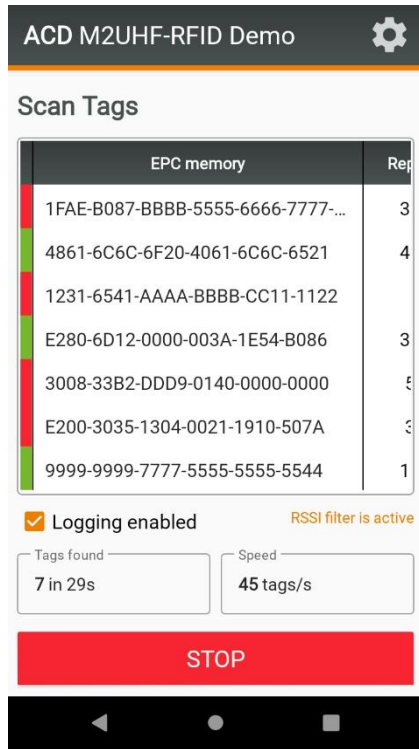 ACD M2UHF-RFID Demo
Scan Tags
EPC memory Rep
1FAE-B087-BBBB-5555-6666-7777-... 3
4861-6C6C-6F20-4061-6C6C-6521 4
1231-6541-AAAA-BBBB-CC11-1122
E280-6D12-0000-003A-1E54-B086 3
3008-33B2-DDD9-0140-0000-0000
E200-3035-1304-0021-1910-507A
9999-9999-7777-5555-5555-5544 1
Logging enabled RSSI filter is active
Tags found Speed
7 in 29s 45 tags/s
STOP